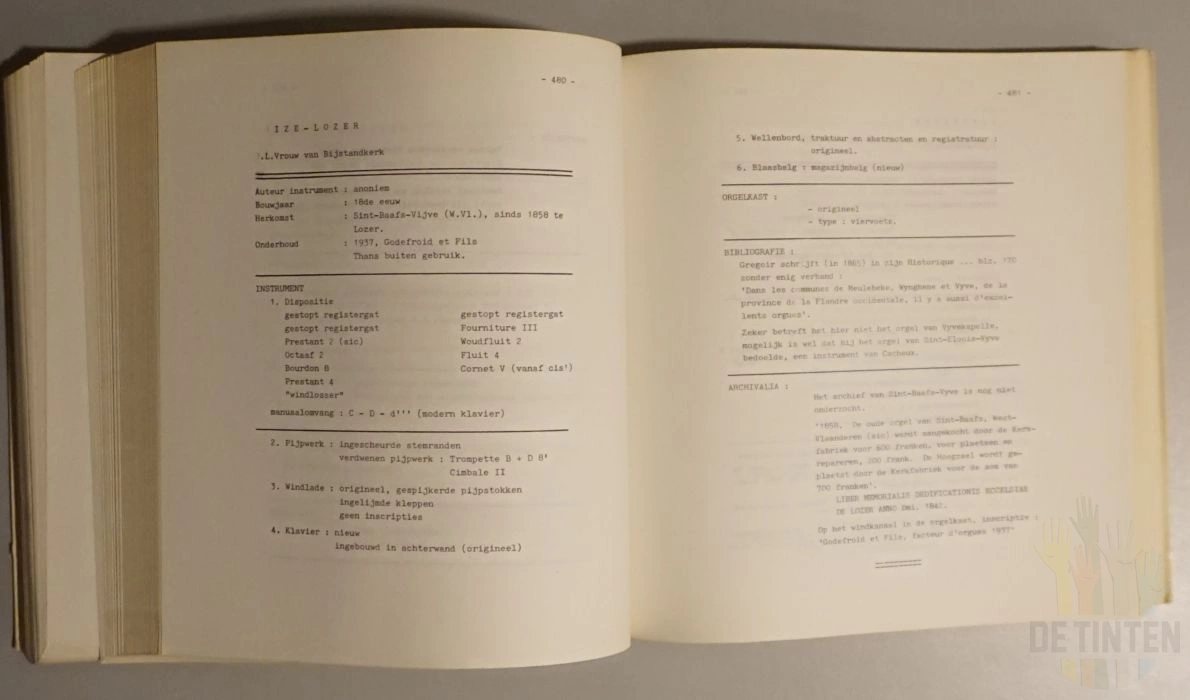 - 480 -
IZE-LOZER
.L.Vrouw van Bijstandkerk
Auteur instrument : anoniem
Bouwjaar : 18de eeuw
Herkomst : Sint-Baafs-Vijve (W.Vl.), sinds 1858 te
Lozer.
Onderhoud : 1937, Godefroid et Fils
Thans buiten gebruik.
INSTRUMENT
1. Dispositie
gestopt registergat gestopt registergat
gestopt registergat Fourniture III
Prestant 2 (sic) Woudfluit 2
Octaaf 2 Fluit 4
Bourdon 8 Cornet V (vanaf cis')
Prestant 4
"windlosser"
manuaalomvang : C - D - d''' (modern klavier)
2. Pijpwerk : ingescheurde stemranden
verdwenen pijpwerk : Trompette B + D 8'
Cimbale II
3. Windlade : origineel, gespijkerde pijpstokken
ingelijmde kleppen
geen inscripties
4. Klavier : nieuw
ingebouwd in achterwand (origineel)
- 481 -
5. Wellenbord, traktuur en abstracten en registratuur :
origineel.
6. Blaasbalg : magazijnbalg (nieuw)
ORGELKAST :
- origineel
- type : viervoets.
BIBLIOGRAFIE :
Gregoir schrijft (in 1865) in zijn Historique ... blz. 170
zonder enig verband :
'Dans les communes de Meulebeke, Wynghene et Vyve, de la
province de la Flandre occidentale, il y a aussi d'excel-
lents orgues'.
Zeker betreft het hier niet het orgel van Vyvekapelle,
mogelijk is wel dat hij het orgel van Sint-Eloois-Vyve
bedoelde, een instrument van Cacheux.
ARCHIVALIA :
Het archief van Sint-Baafs-Vyve is nog niet
onderzocht.
'1858. De oude orgel van Sint-Baafs, West-
Vlaanderen (sic) wordt aangekocht door de Kerk-
fabriek voor 600 franken, voor plaetsen en
repareren, 200 frank. De Hoogzael wordt ge-
plaetst door de Kerkfabriek voor de som van
700 franken'.
LIBER MEMORIALIS DEDIFICATIONIS ECCELSIAE
DE LOZER ANNO Dmi. 1842.
Op het windkanaal in de orgelkast, inscriptie :
'Godefroid et Fils, facteur d'orgues 1937'
DE TINTEN